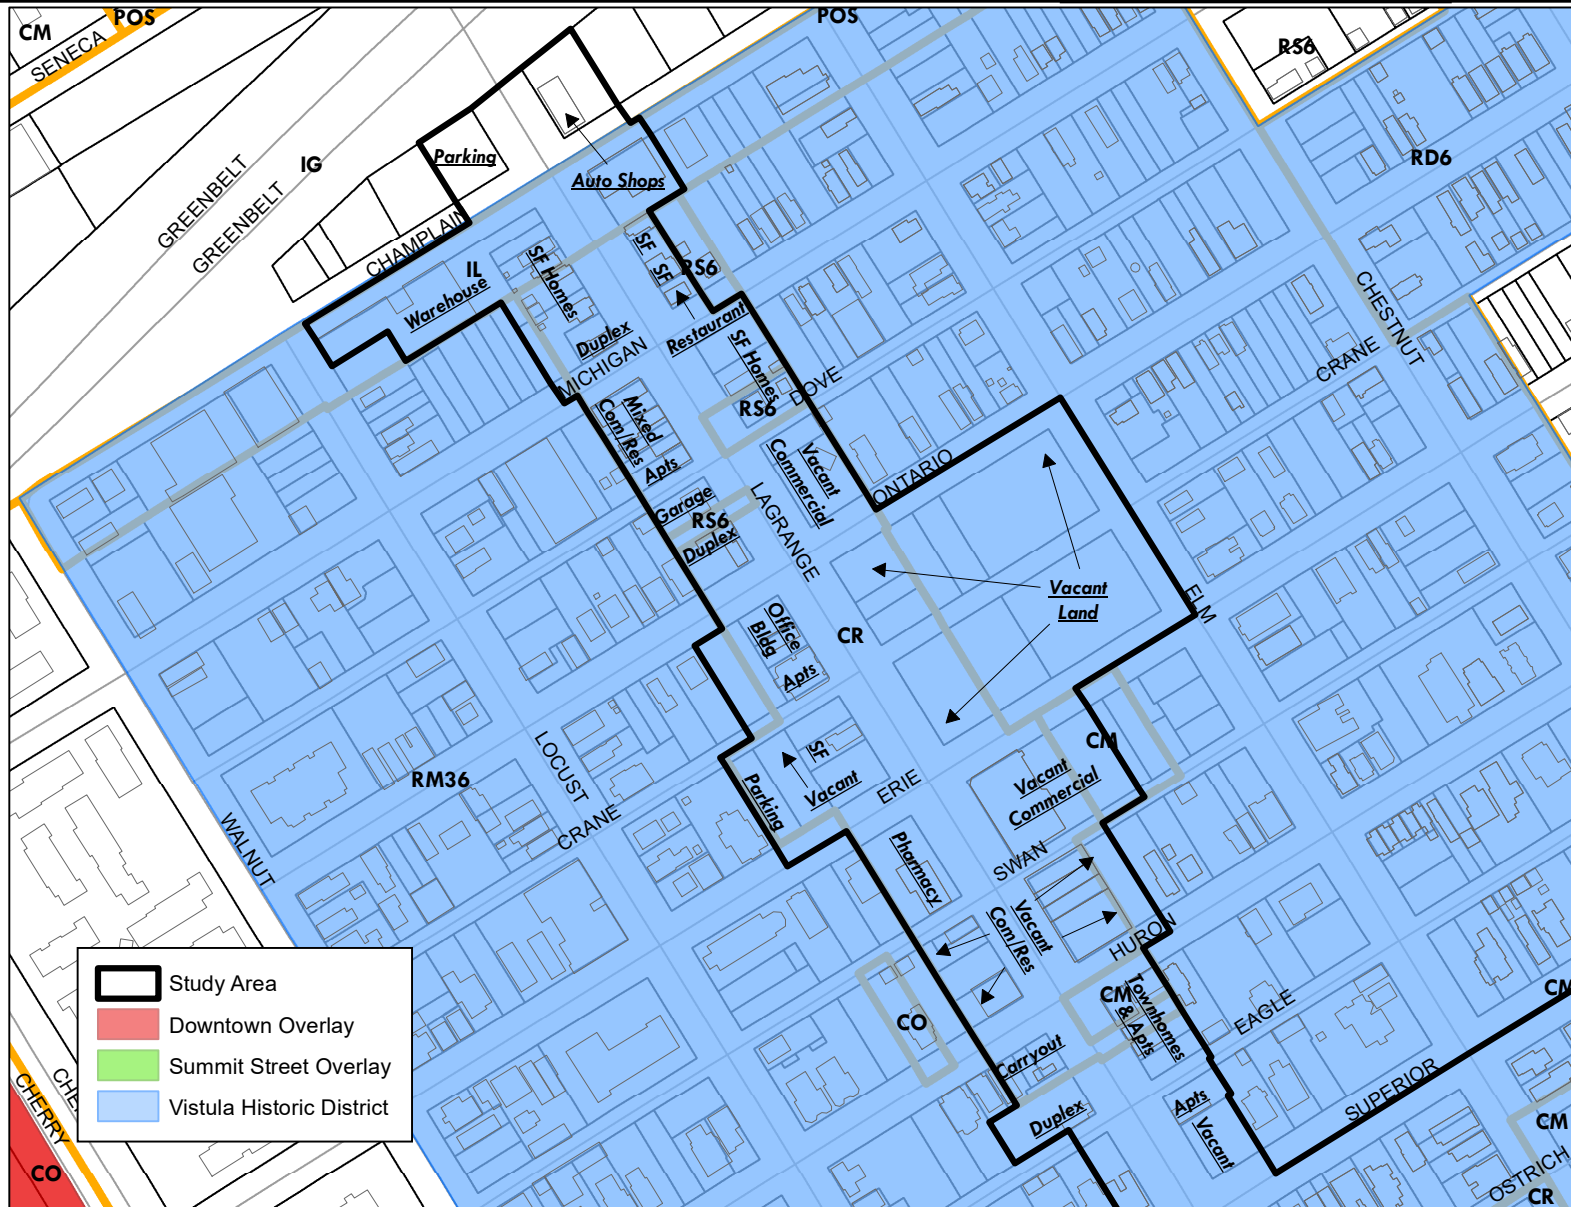 POS
CM
SENECA
POS
RS6
RD6
GREENBELT
GREENBELT
IG
Parking
Auto Shops
CHAMPLAIN
IL
Warehouse
SF Homes
SF
SF
RS6
Restaurant
Duplex
MICHIGAN
SF Homes
RS6
DOVE
CHESTNUT
CRANE
Mixed
Com/Res
Apts
Garage
RS6
Duplex
LAGRANGE
Vacant
Commercial
ONTARIO
Vacant
Land
ELM
Office
Bldg
Apts
CR
CM
LOCUST
RM36
CRANE
WALNUT
SF
Vacant
Parking
ERIE
Vacant
Commercial
Pharmacy
SWAN
Vacant
Com/Res
HURON
CM
Townhomes
& Apts
CO
EAGLE
Carryout
Duplex
Apts
Vacant
SUPERIOR
CM
CM
OSTRICH
CR
Study Area
Downtown Overlay
Summit Street Overlay
Vistula Historic District
CHE
CHERRY
CO